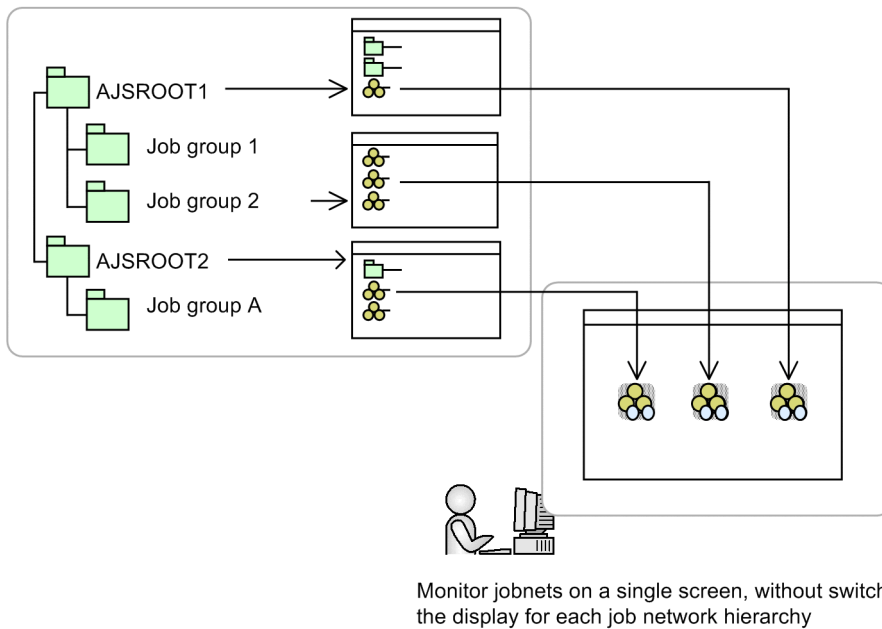 AJSROOT1
Job group 1
Job group 2
AJSROOT2
Job group A
Monitor jobnets on a single screen, without switch
the display for each job network hierarchy